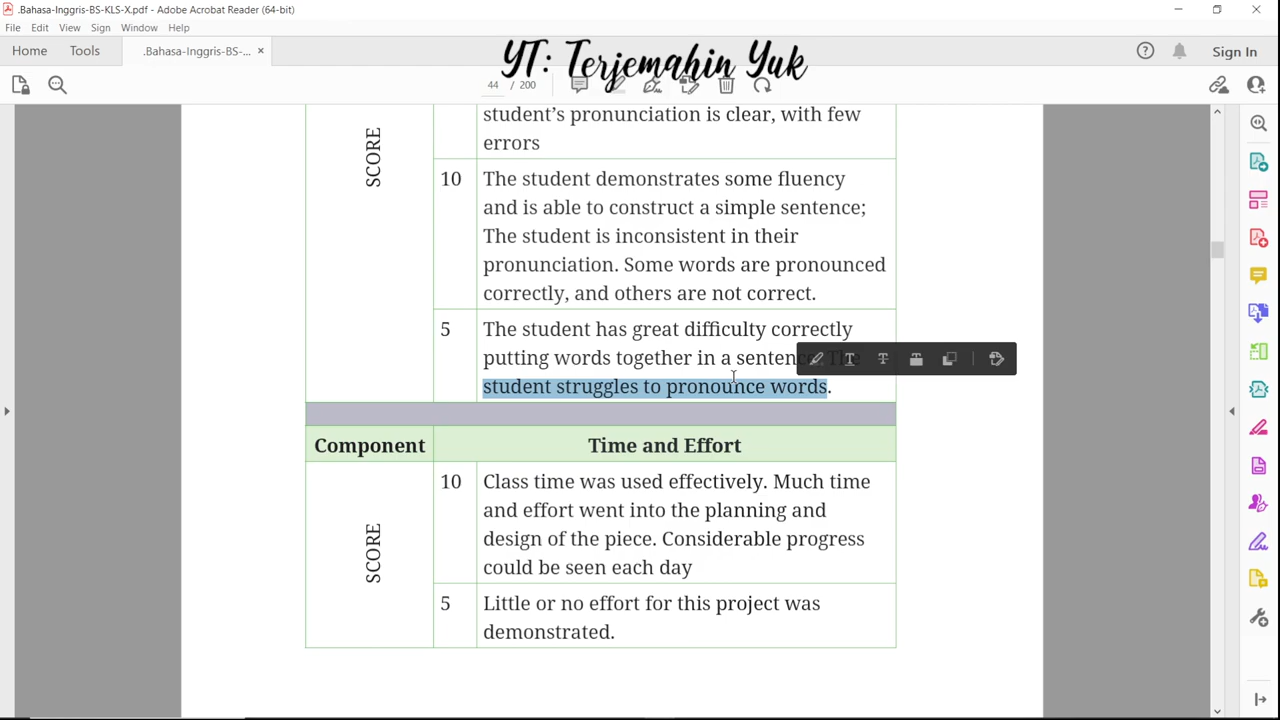 .Bahasa-Inggris-BS-KLS-X.pdf - Adobe Acrobat Reader (64-bit)
File Edit View Sign Window Help
Home Tools .Bahasa-Inggris-BS-... × Sign In
YT: Terjemahin Yuk
44 / 200
student's pronunciation is clear, with few
errors
SCORE
10 The student demonstrates some fluency
and is able to construct a simple sentence;
The student is inconsistent in their
pronunciation. Some words are pronounced
correctly, and others are not correct.
5 The student has great difficulty correctly
putting words together in a sentence. The
student struggles to pronounce words.
Component Time and Effort
SCORE
10 Class time was used effectively. Much time
and effort went into the planning and
design of the piece. Considerable progress
could be seen each day
5 Little or no effort for this project was
demonstrated.